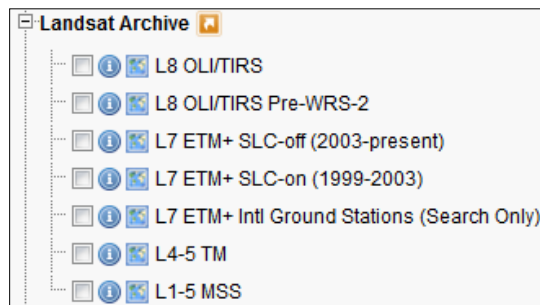 Landsat Archive
L8 OLI/TIRS
L8 OLI/TIRS Pre-WRS-2
L7 ETM+ SLC-off (2003-present)
L7 ETM+ SLC-on (1999-2003)
L7 ETM+ Intl Ground Stations (Search Only)
L4-5 TM
L1-5 MSS